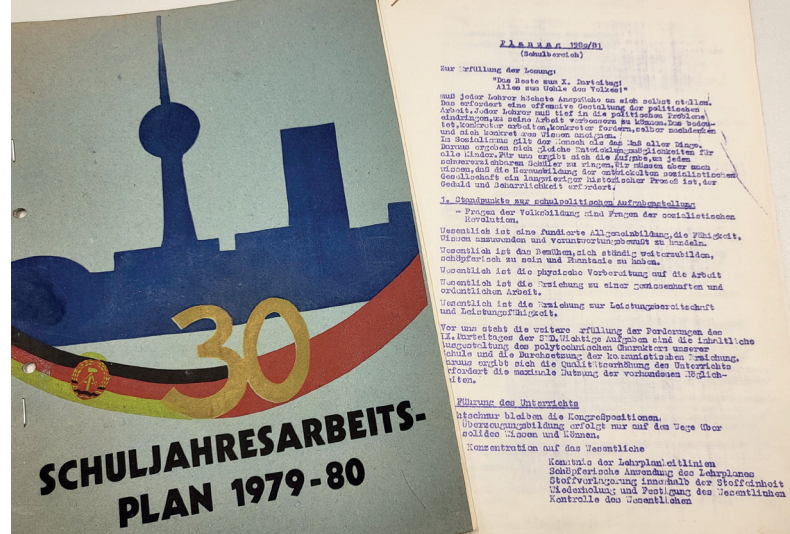 30
SCHULJAHRESARBEITS-
PLAN 1979-80
Planung 1980/81
(Schulbereich)
Zur Erfüllung der Losung:
"Das Beste zum X. Parteitag!
Alles zum Wohle des Volkes!"
muß jeder Lehrer höchste Ansprüche an sich selbst stellen.
Das erfordert eine offensive Gestaltung der politischen
Arbeit. Jeder Lehrer muß tief in die politischen Probleme
eindringen, um seine Arbeit verbessern zu können. Das bedeu-
tet, konkreter arbeiten, konkreter fordern, selber nachdenken
und sich konkretes Wissen aneignen.
Im Sozialismus gilt der Mensch als das Maß aller Dinge.
Daraus ergeben sich gleiche Entwicklungsmöglichkeiten für
alle Kinder. Für uns ergibt sich die Aufgabe, um jeden
schwererziehbaren Schüler zu ringen. Wir müssen aber auch
wissen, daß die Herausbildung der entwickelten sozialistischen
Gesellschaft ein langwieriger historischer Prozeß ist, der
Geduld und Beharrlichkeit erfordert.
1. Standpunkte zur schulpolitischen Aufgabenstellung
- Fragen der Volksbildung sind Fragen der sozialistischen
Revolution.
Wesentlich ist eine fundierte Allgemeinbildung, die Fähigkeit,
Wissen anzuwenden und verantwortungsbewußt zu handeln.
Wesentlich ist das Bemühen, sich ständig weiterzubilden,
schöpferisch zu sein und Phantasie zu haben.
Wesentlich ist die physische Vorbereitung auf die Arbeit
Wesentlich ist die Erziehung zu einer gewissenhaften und
ordentlichen Arbeit.
Wesentlich ist die Erziehung zur Leistungsbereitschaft
und Leistungsfähigkeit.
Vor uns steht die weitere Erfüllung der Forderungen des
IX. Parteitages der SED. Wichtige Aufgaben sind die inhaltliche
usgestaltung des polytechnischen Charakters unserer
chule und die Durchsetzung der kommunistischen Erziehung.
araus ergibt sich die Qualitätserhöhung des Unterrichts
rfordert die maximale Nutzung der vorhandenen Möglich-
eiten.
Führung des Unterrichts
htschnur bleiben die Kongreßpositionen.
Überzeugungsbildung erfolgt nur auf dem Wege über
solides Wissen und Können.
Konzentration auf das Wesentliche
Kenntnis der Lehrplanleitlinien
Schöpferische Anwendung des Lehrplanes
Stoffverlagerung innerhalb der Stoffeinheit
Wiederholung und Festigung des Wesentlichen
Kontrolle des Wesentlichen